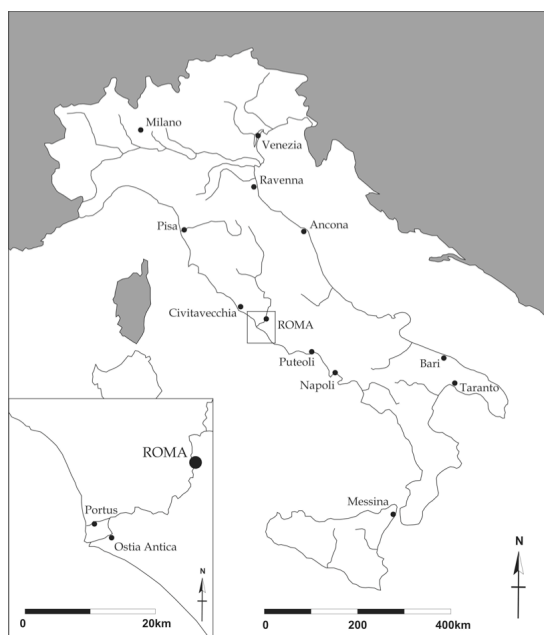 Milano
Venezia
Ravenna
Pisa
Ancona
Civitavecchia
ROMA
Puteoli
Bari
Napoli
Taranto
ROMA
Messina
Portus
Ostia Antica
N
N
0 20km
0 200 400km